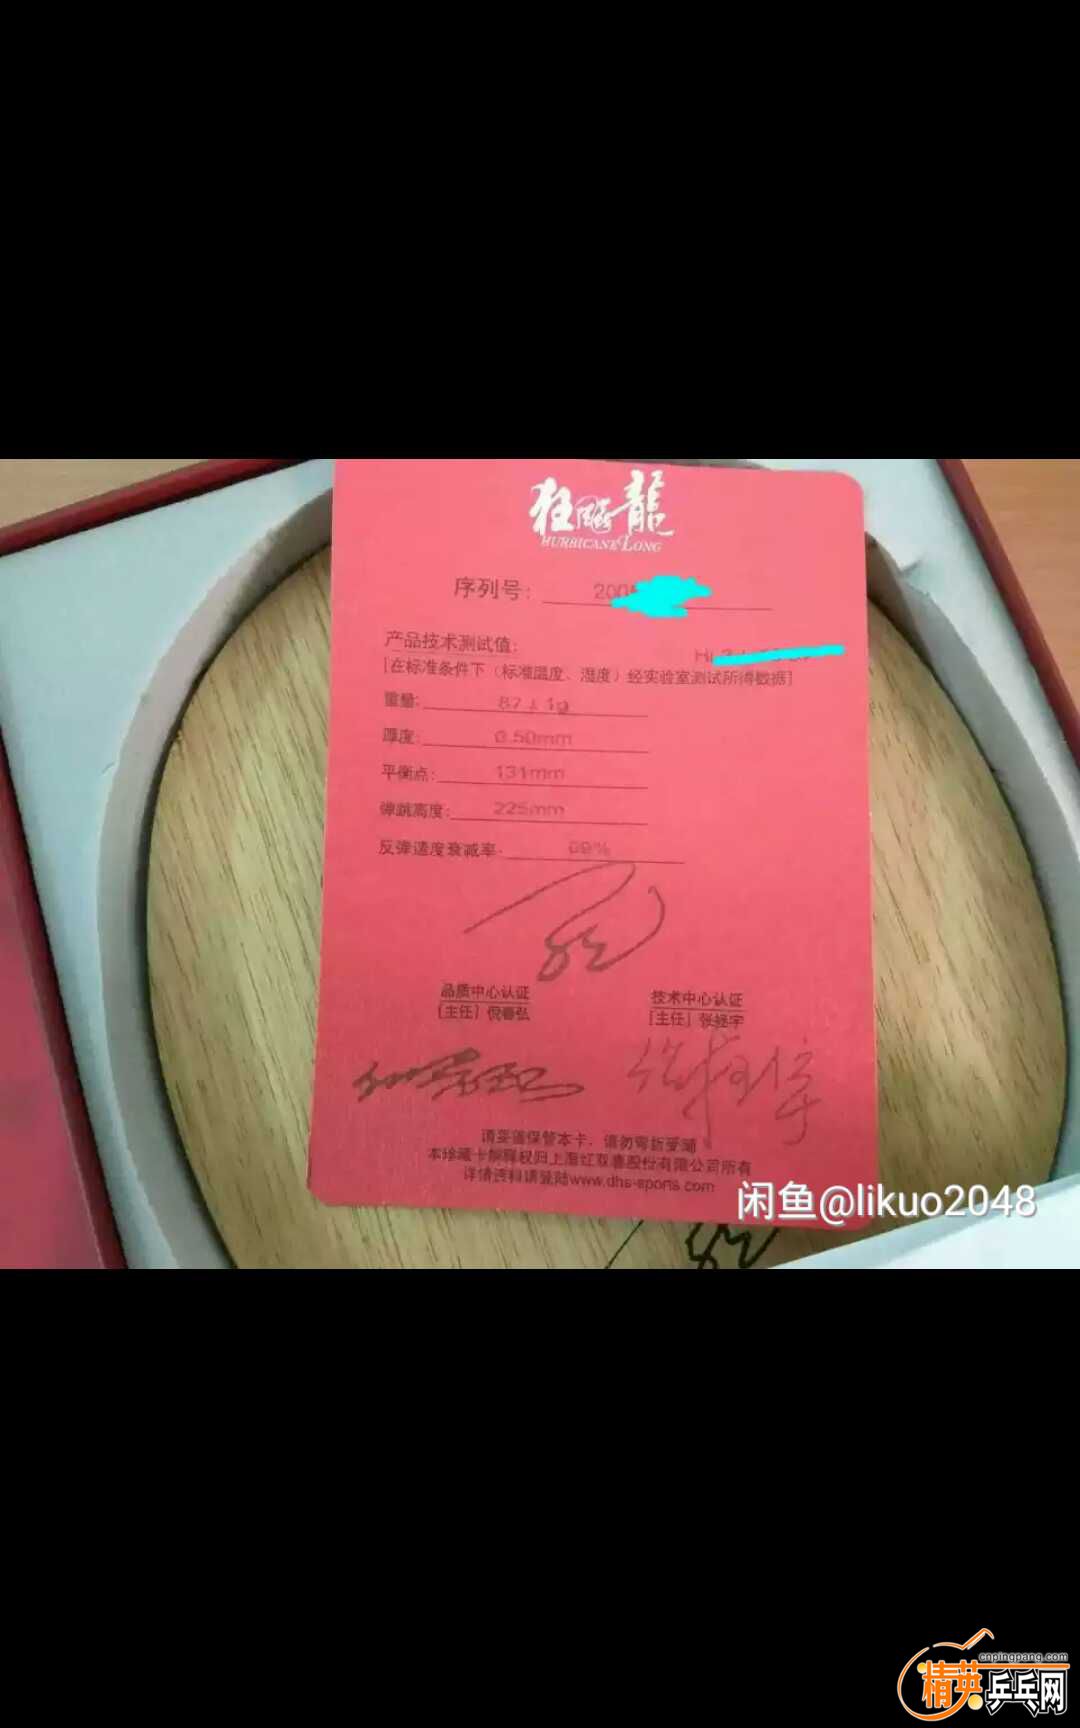 狂飚龍
HURRICANE LONG
序列号：200
产品技术测试值：
[在标准条件下（标准温度、湿度）经实验室测试所得数据]
重量：87±1g
厚度：6.50mm
平衡点：131mm
弹跳高度：225mm
反弹速度衰减率：69%
品质中心认证 技术中心认证
[主任] 倪春弘 [主任]
请妥善保管本卡，请勿弯折受潮
本珍藏卡解释权归上海红双喜股份有限公司所有
详情资料请登陆www.dhs-sports.com
闲鱼@likuo2048
cnpingpang.com
精英乒乓网